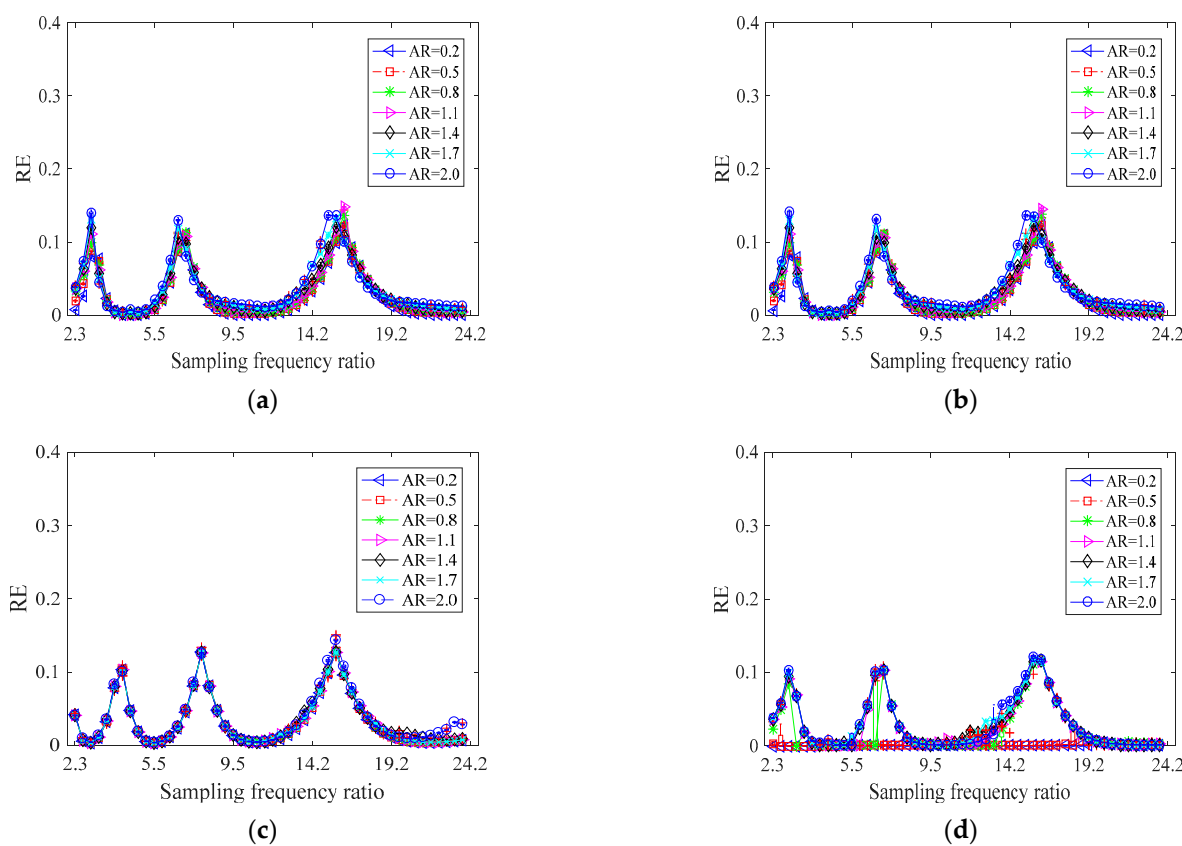 0.4
0.3
0.2
0.1
0
RE
2.3 5.5 9.5 14.2 19.2 24.2
Sampling frequency ratio
AR=0.2
AR=0.5
AR=0.8
AR=1.1
AR=1.4
AR=1.7
AR=2.0
(a)
0.4
0.3
0.2
0.1
0
RE
2.3 5.5 9.5 14.2 19.2 24.2
Sampling frequency ratio
AR=0.2
AR=0.5
AR=0.8
AR=1.1
AR=1.4
AR=1.7
AR=2.0
(b)
0.4
0.3
0.2
0.1
0
RE
2.3 5.5 9.5 14.2 19.2 24.2
Sampling frequency ratio
AR=0.2
AR=0.5
AR=0.8
AR=1.1
AR=1.4
AR=1.7
AR=2.0
(c)
0.4
0.3
0.2
0.1
0
RE
2.3 5.5 9.5 14.2 19.2 24.2
Sampling frequency ratio
AR=0.2
AR=0.5
AR=0.8
AR=1.1
AR=1.4
AR=1.7
AR=2.0
(d)